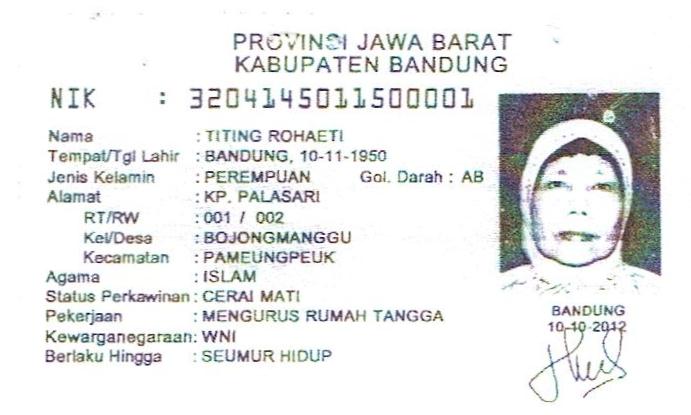 PROVINSI JAWA BARAT
KABUPATEN BANDUNG
NIK : 3204145011500001
Nama : TITING ROHAETI
Tempat/Tgl Lahir : BANDUNG, 10-11-1950
Jenis Kelamin : PEREMPUAN Gol. Darah : AB
Alamat : KP. PALASARI
RT/RW : 001 / 002
Kel/Desa : BOJONGMANGGU
Kecamatan : PAMEUNGPEUK
Agama : ISLAM
Status Perkawinan : CERAI MATI
Pekerjaan : MENGURUS RUMAH TANGGA
Kewarganegaraan : WNI
Berlaku Hingga : SEUMUR HIDUP
BANDUNG
10-10-2012